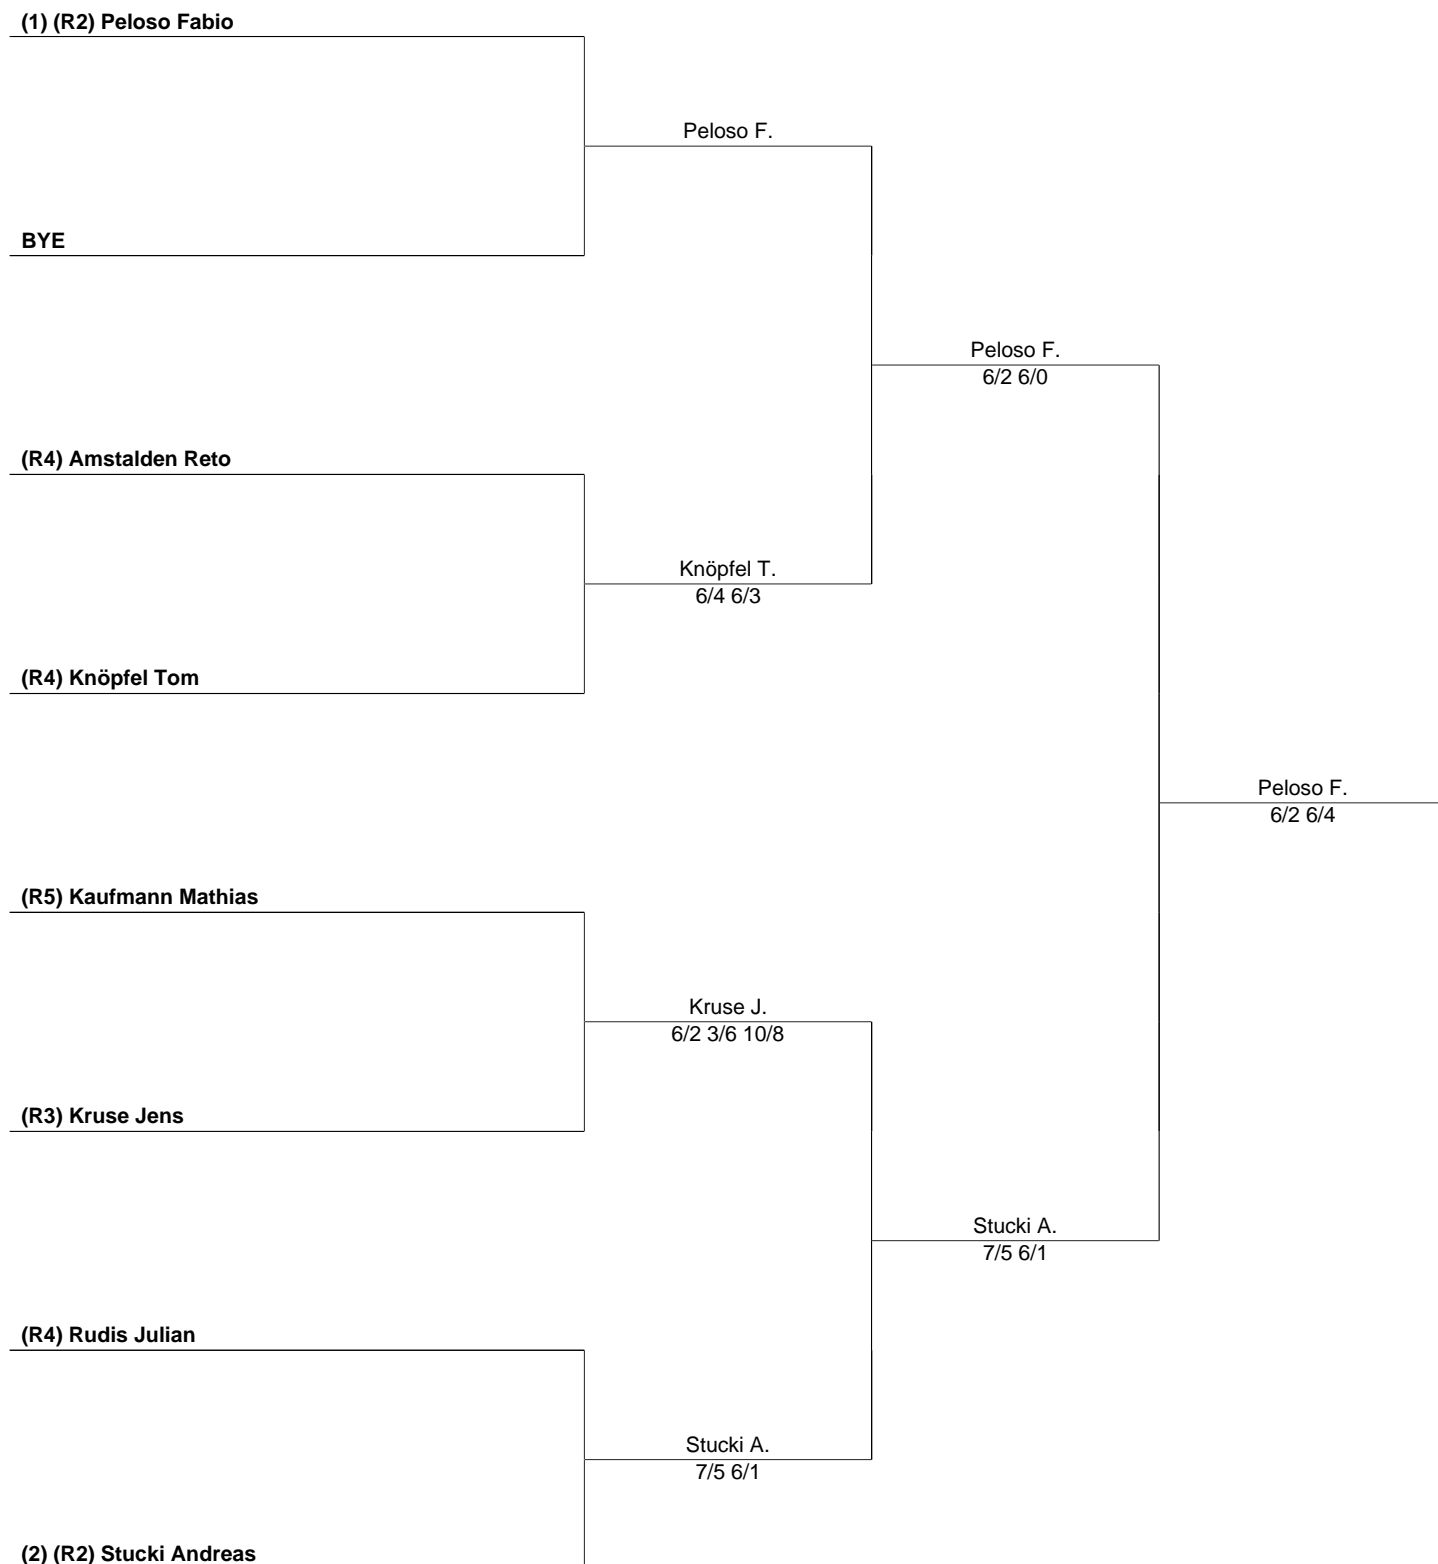 (1) (R2) Peloso Fabio
Peloso F.
BYE
Peloso F.
6/2 6/0
(R4) Amstalden Reto
Knöpfel T.
6/4 6/3
(R4) Knöpfel Tom
Peloso F.
6/2 6/4
(R5) Kaufmann Mathias
Kruse J.
6/2 3/6 10/8
(R3) Kruse Jens
Stucki A.
7/5 6/1
(R4) Rudis Julian
Stucki A.
7/5 6/1
(2) (R2) Stucki Andreas